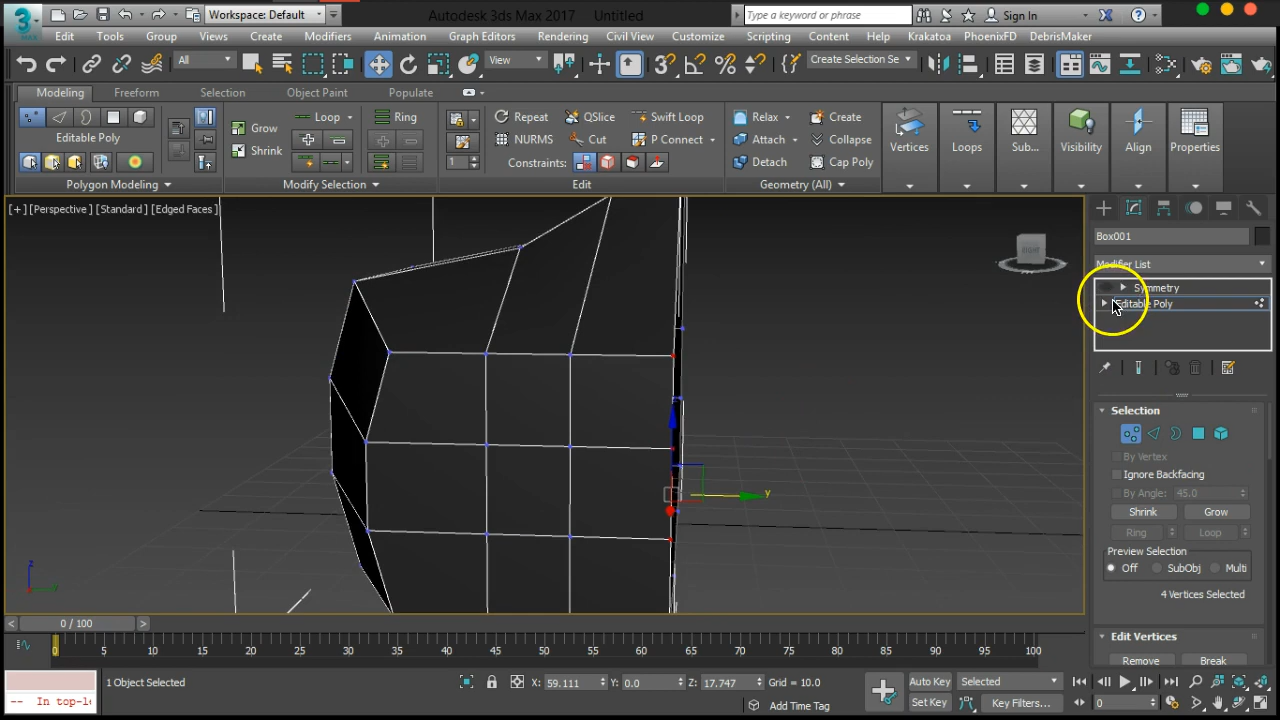 Workspace: Default
Autodesk 3ds Max 2017 Untitled
Type a keyword or phrase
Sign In
3
MAX
Edit Tools Group Views Create Modifiers Animation Graph Editors Rendering Civil View Customize Scripting Content Help Krakatoa PhoenixFD DebrisMaker
All View Create Selection Se
Modeling Freeform Selection Object Paint Populate
Editable Poly
Grow
Shrink
Loop Ring
Repeat QSlice Swift Loop
NURMS Cut P Connect
1 Constraints:
Relax Create
Attach Collapse
Detach Cap Poly
Vertices Loops Sub... Visibility Align Properties
Polygon Modeling Modify Selection Edit Geometry (All)
[+] [Perspective] [Standard] [Edged Faces]
RIGHT
y
z
Box001
Modifier List
Symmetry
Editable Poly
Selection
By Vertex
Ignore Backfacing
By Angle: 45.0
Shrink Grow
Ring Loop
Preview Selection
Off SubObj Multi
4 Vertices Selected
Edit Vertices
Remove Break
< 0 / 100 >
0 5 10 15 20 25 30 35 40 45 50 55 60 65 70 75 80 85 90 95 100
1 Object Selected
X: 59.111 Y: 0.0 Z: 17.747 Grid = 10.0
Auto Key Selected
-- In top-le
Add Time Tag
Set Key Key Filters... 0